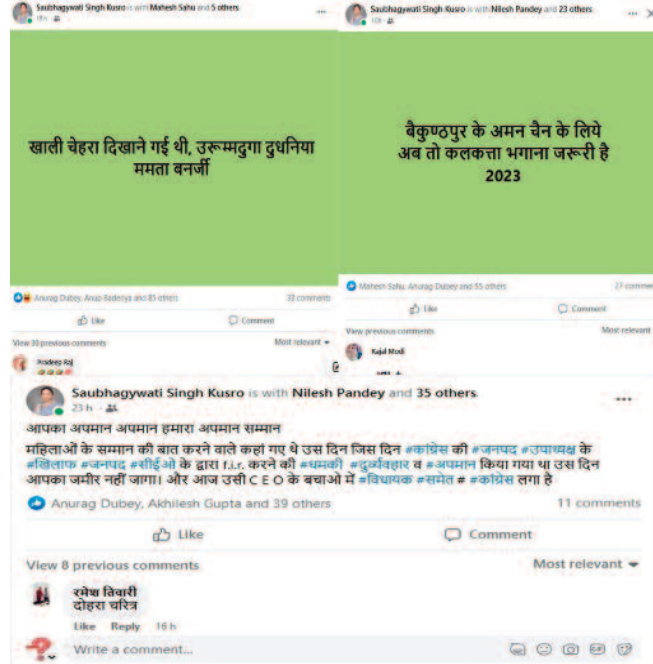 Saubhagywati Singh Kusro is with Mahesh Sahu and 5 others
खाली चेहरा दिखाने गई थी, उरूम्मदुगा दुधनिया
ममता बनर्जी
Anurag Dubey, Anup Baderiya and 85 others
33 comments
Like
Comment
View 30 previous comments
Most relevant
Pradeep Raj
Saubhagywati Singh Kusro is with Nilesh Pandey and 23 others
बैकुण्ठपुर के अमन चैन के लिये
अब तो कलकत्ता भगाना जरूरी है
2023
Mahesh Sahu, Anurag Dubey and 55 others
27 commen
Like
Comment
View previous comments
Most relevant
Kajal Modi
Saubhagywati Singh Kusro is with Nilesh Pandey and 35 others.
23 h
आपका अपमान अपमान हमारा अपमान सम्मान
महिलाओं के सम्मान की बात करने वाले कहां गए थे उस दिन जिस दिन #कांग्रेस की #जनपद #उपाध्यक्ष के
#खिलाफ #जनपद #सीईओ के द्वारा f.i.r. करने की #धमकी #दुर्व्यवहार व #अपमान किया गया था उस दिन
आपका जमीर नहीं जागा। और आज उसी C E O के बचाओ में #विधायक #समेत # #कांग्रेस लगा है
Anurag Dubey, Akhilesh Gupta and 39 others
11 comments
Like
Comment
View 8 previous comments
Most relevant
रमेश तिवारी
दोहरा चरित्र
Like Reply 16 h
Write a comment...
GIF